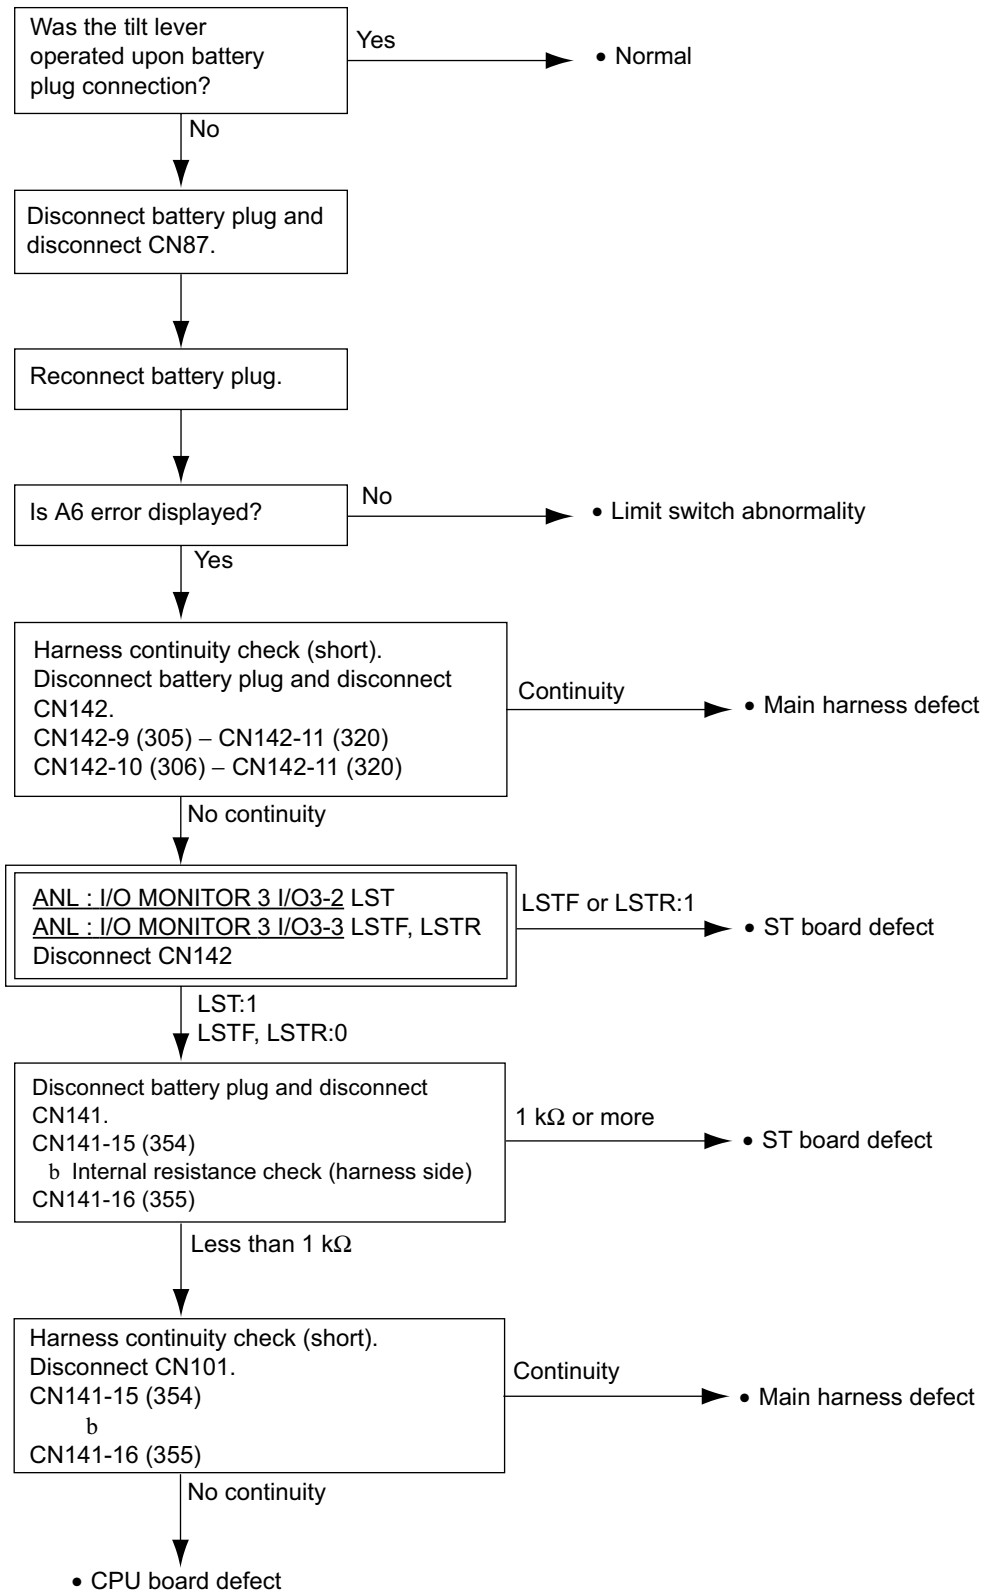 Was the tilt lever
operated upon battery
plug connection?
Yes
• Normal
No
Disconnect battery plug and
disconnect CN87.
Reconnect battery plug.
Is A6 error displayed?
No
• Limit switch abnormality
Yes
Harness continuity check (short).
Disconnect battery plug and disconnect
CN142.
CN142-9 (305) – CN142-11 (320)
CN142-10 (306) – CN142-11 (320)
Continuity
• Main harness defect
No continuity
ANL : I/O MONITOR 3 I/O3-2 LST
ANL : I/O MONITOR 3 I/O3-3 LSTF, LSTR
Disconnect CN142
LSTF or LSTR:1
• ST board defect
LST:1
LSTF, LSTR:0
Disconnect battery plug and disconnect
CN141.
CN141-15 (354)
b Internal resistance check (harness side)
CN141-16 (355)
1 kΩ or more
• ST board defect
Less than 1 kΩ
Harness continuity check (short).
Disconnect CN101.
CN141-15 (354)
b
CN141-16 (355)
Continuity
• Main harness defect
No continuity
• CPU board defect